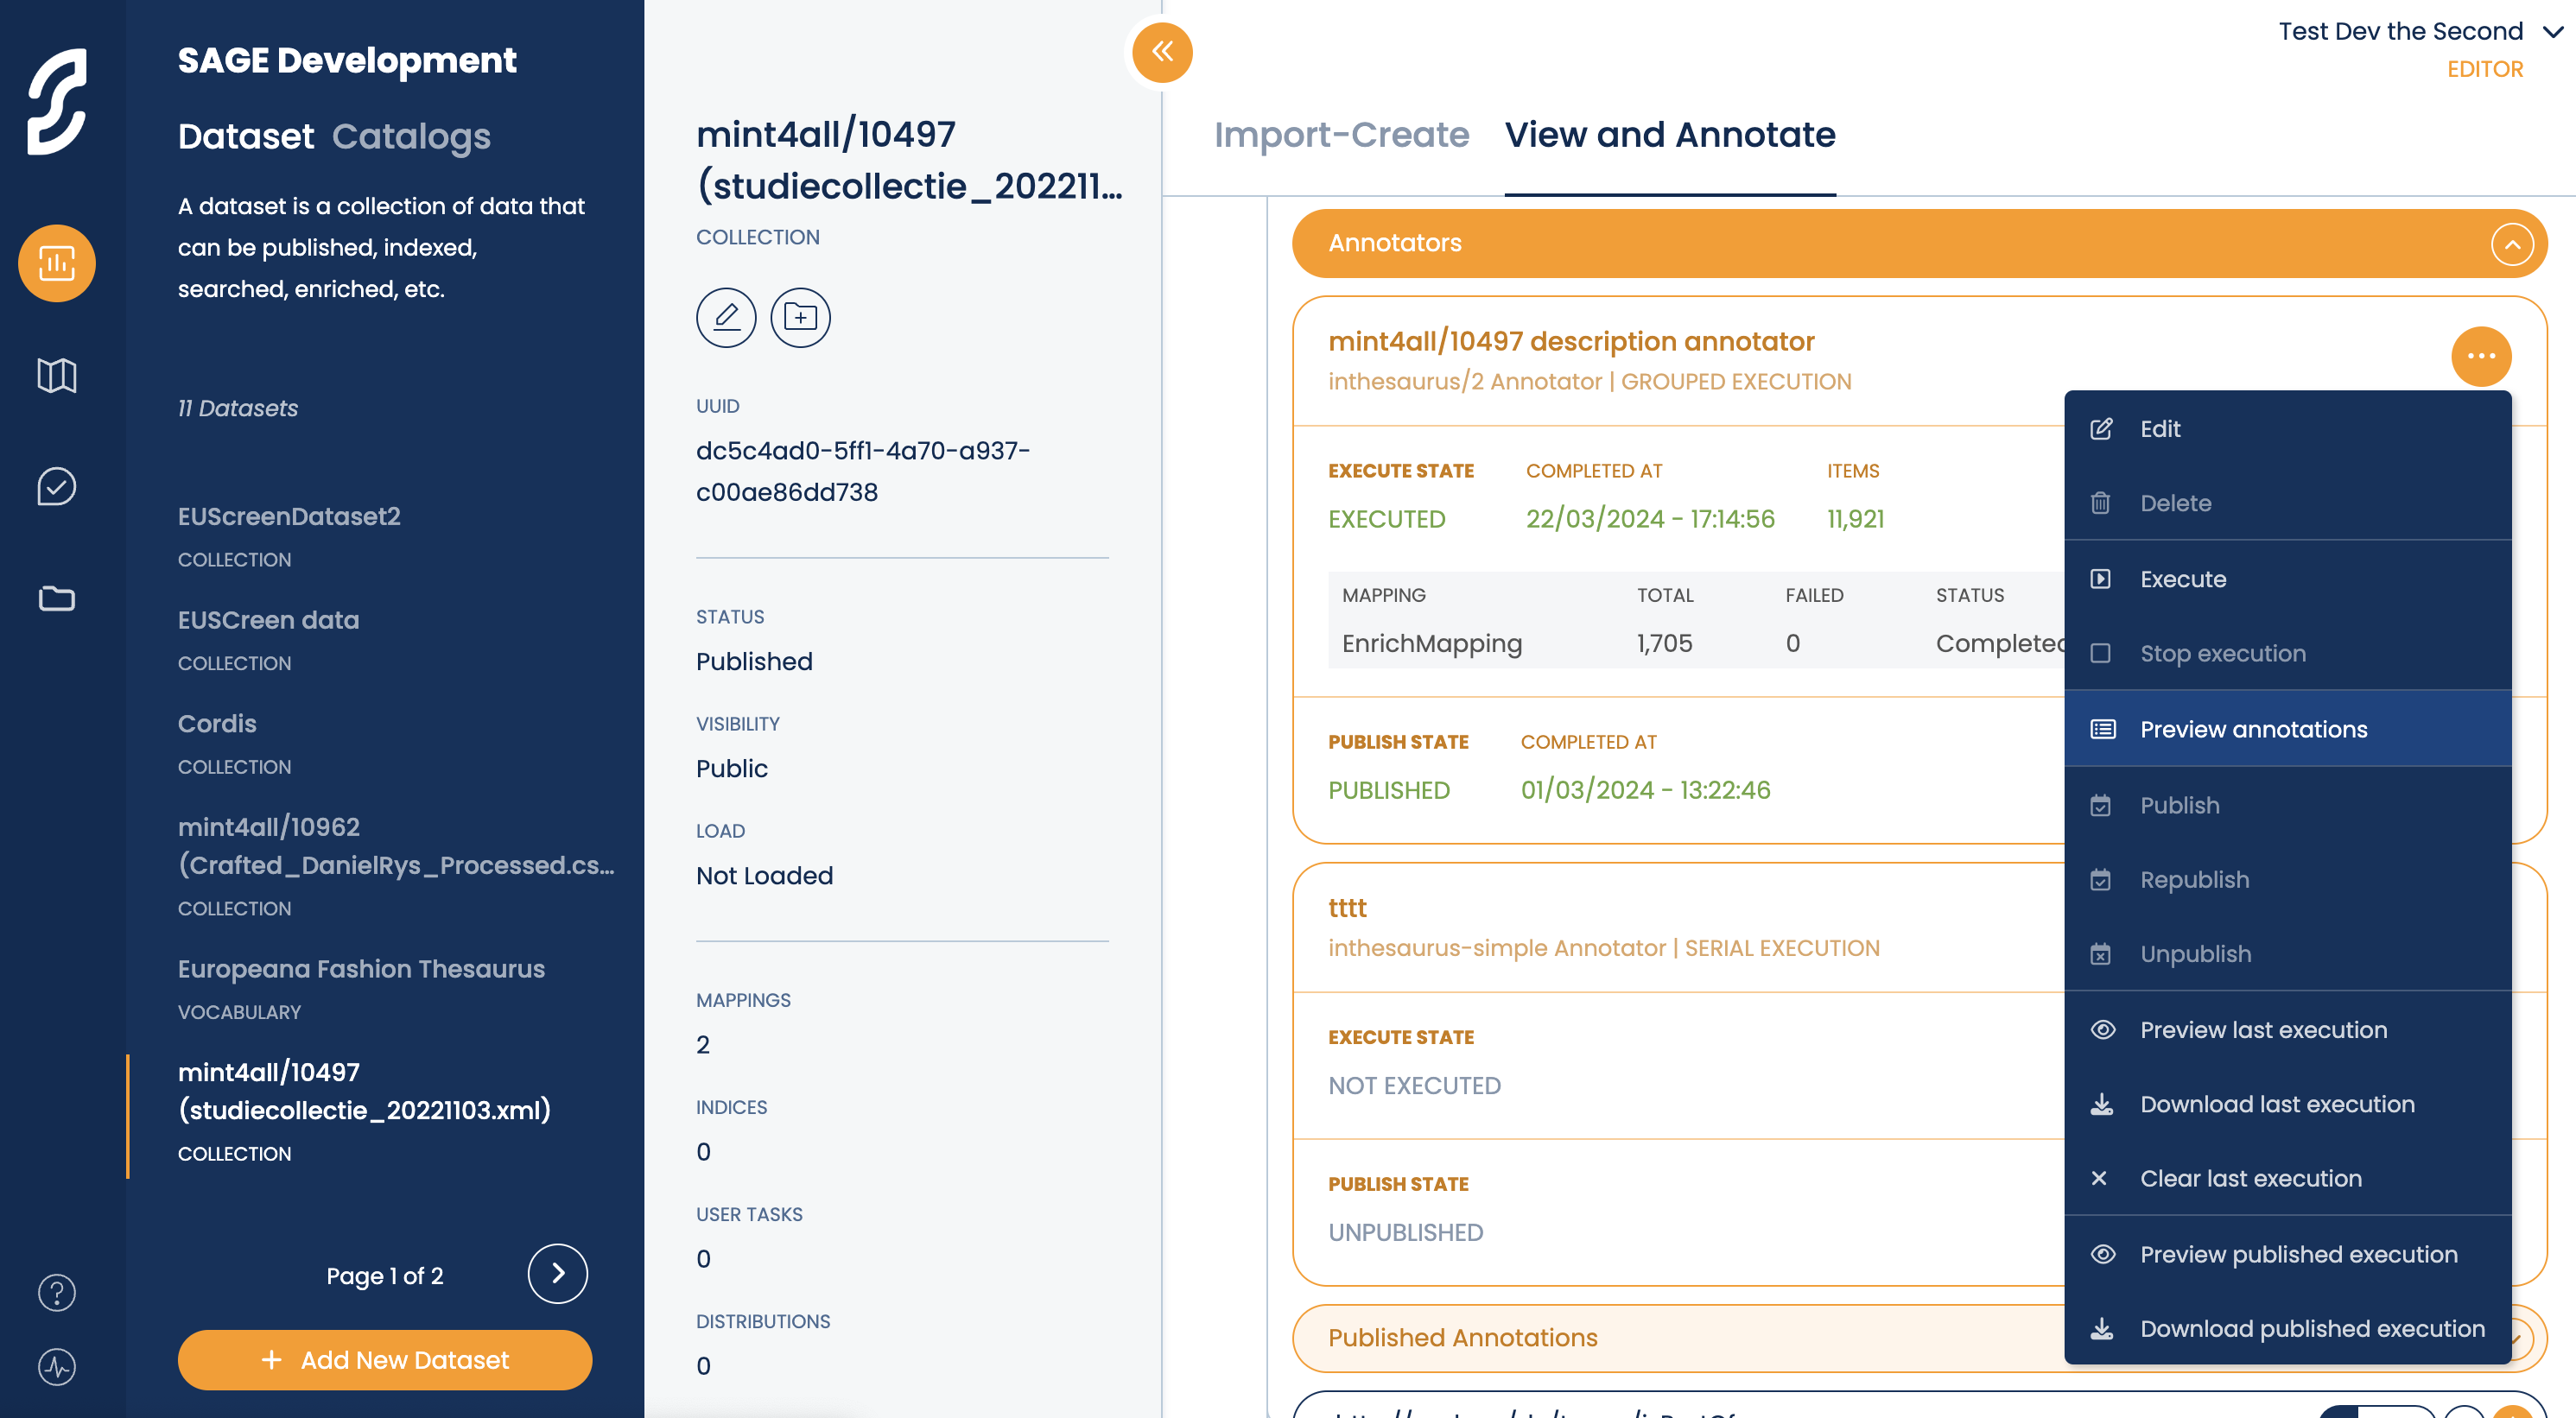 SAGE Development
Dataset Catalogs
A dataset is a collection of data that
can be published, indexed,
searched, enriched, etc.
11 Datasets
EUScreenDataset2
COLLECTION
EUSCreen data
COLLECTION
Cordis
COLLECTION
mint4all/10962
(Crafted_DanielRys_Processed.cs...
COLLECTION
Europeana Fashion Thesaurus
VOCABULARY
mint4all/10497
(studiecollectie_20221103.xml)
COLLECTION
Page 1 of 2
+ Add New Dataset
mint4all/10497
(studiecollectie_202211...
COLLECTION
UUID
dc5c4ad0-5ff1-4a70-a937-
c00ae86dd738
STATUS
Published
VISIBILITY
Public
LOAD
Not Loaded
MAPPINGS
2
INDICES
0
USER TASKS
0
DISTRIBUTIONS
0
Test Dev the Second
EDITOR
Import-Create View and Annotate
Annotators
mint4all/10497 description annotator
inthesaurus/2 Annotator | GROUPED EXECUTION
EXECUTE STATE COMPLETED AT ITEMS
EXECUTED 22/03/2024 - 17:14:56 11,921
MAPPING TOTAL FAILED STATUS
EnrichMapping 1,705 0 Completed
PUBLISH STATE COMPLETED AT
PUBLISHED 01/03/2024 - 13:22:46
tttt
inthesaurus-simple Annotator | SERIAL EXECUTION
EXECUTE STATE
NOT EXECUTED
PUBLISH STATE
UNPUBLISHED
Published Annotations
Edit
Delete
Execute
Stop execution
Preview annotations
Publish
Republish
Unpublish
Preview last execution
Download last execution
Clear last execution
Preview published execution
Download published execution